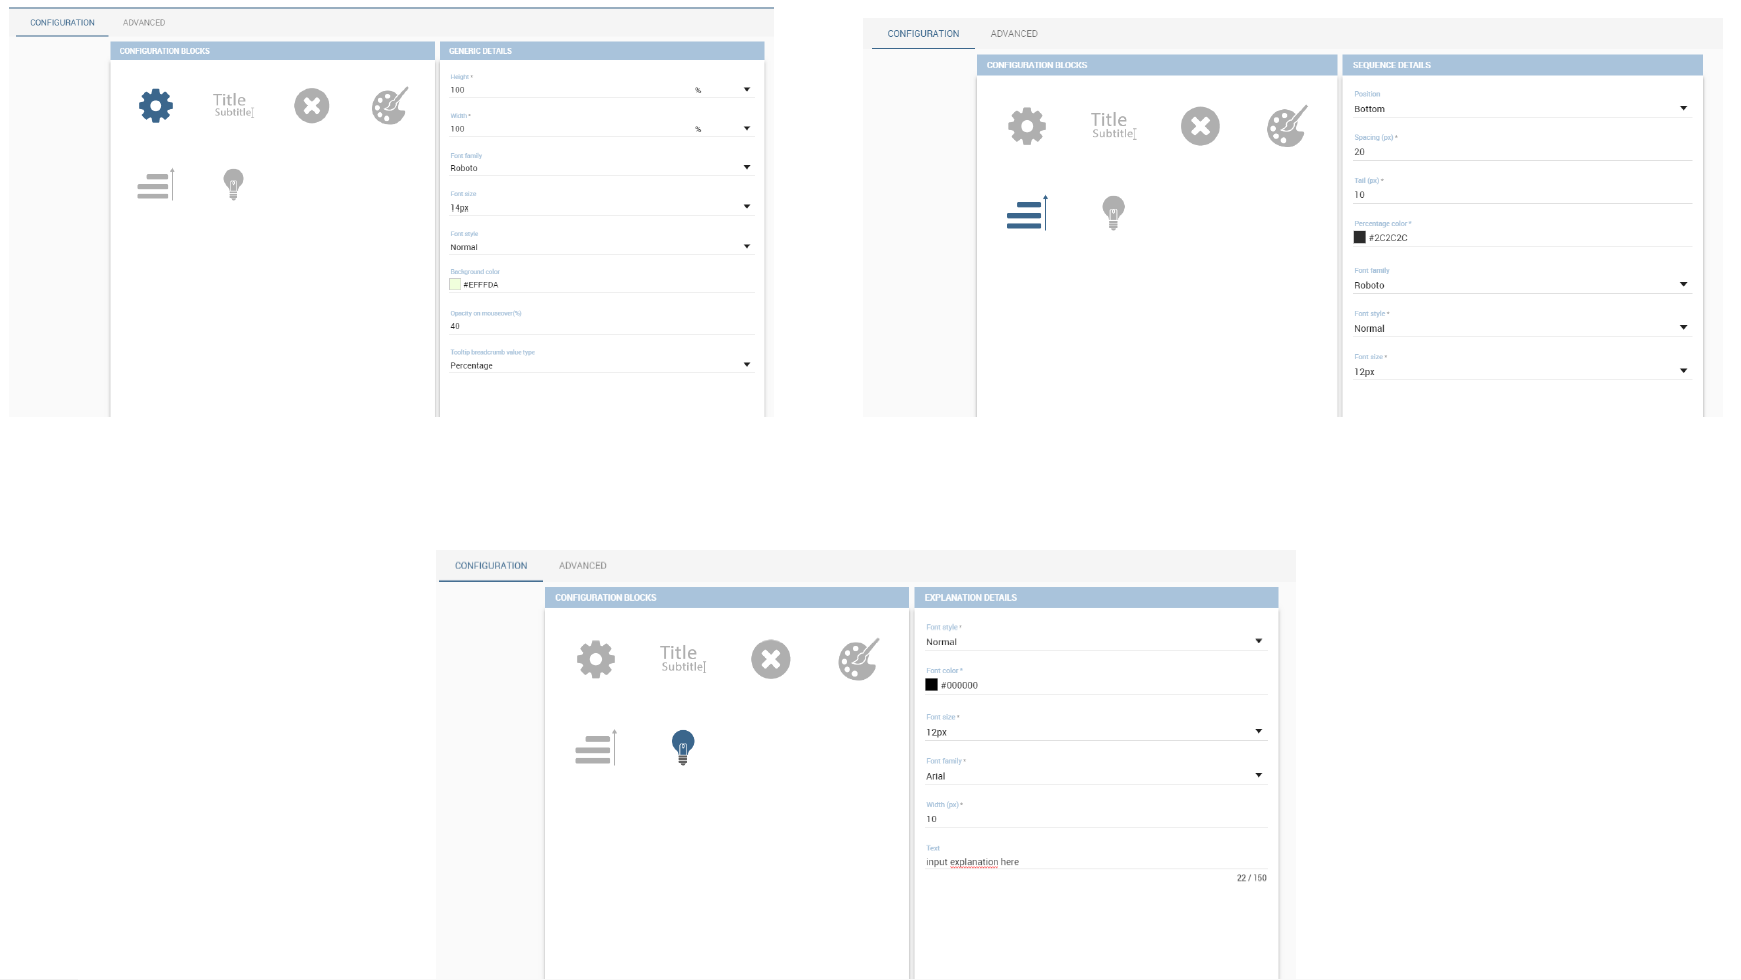 CONFIGURATION ADVANCED
CONFIGURATION BLOCKS
Title
Subtitle
GENERIC DETAILS
Height *
100 %
Width *
100 %
Font family
Roboto
Font size
14px
Font style
Normal
Background color
#EFFFDA
Opacity on mouseover(%)
40
Tooltip breadcrumb value type
Percentage
CONFIGURATION ADVANCED
CONFIGURATION BLOCKS
Title
Subtitle
SEQUENCE DETAILS
Position
Bottom
Spacing (px) *
20
Tail (px) *
10
Percentage color *
#2C2C2C
Font family
Roboto
Font style *
Normal
Font size *
12px
CONFIGURATION ADVANCED
CONFIGURATION BLOCKS
Title
Subtitle
EXPLANATION DETAILS
Font style *
Normal
Font color *
#000000
Font size *
12px
Font family *
Arial
Width (px) *
10
Text
input explanation here
22 / 150